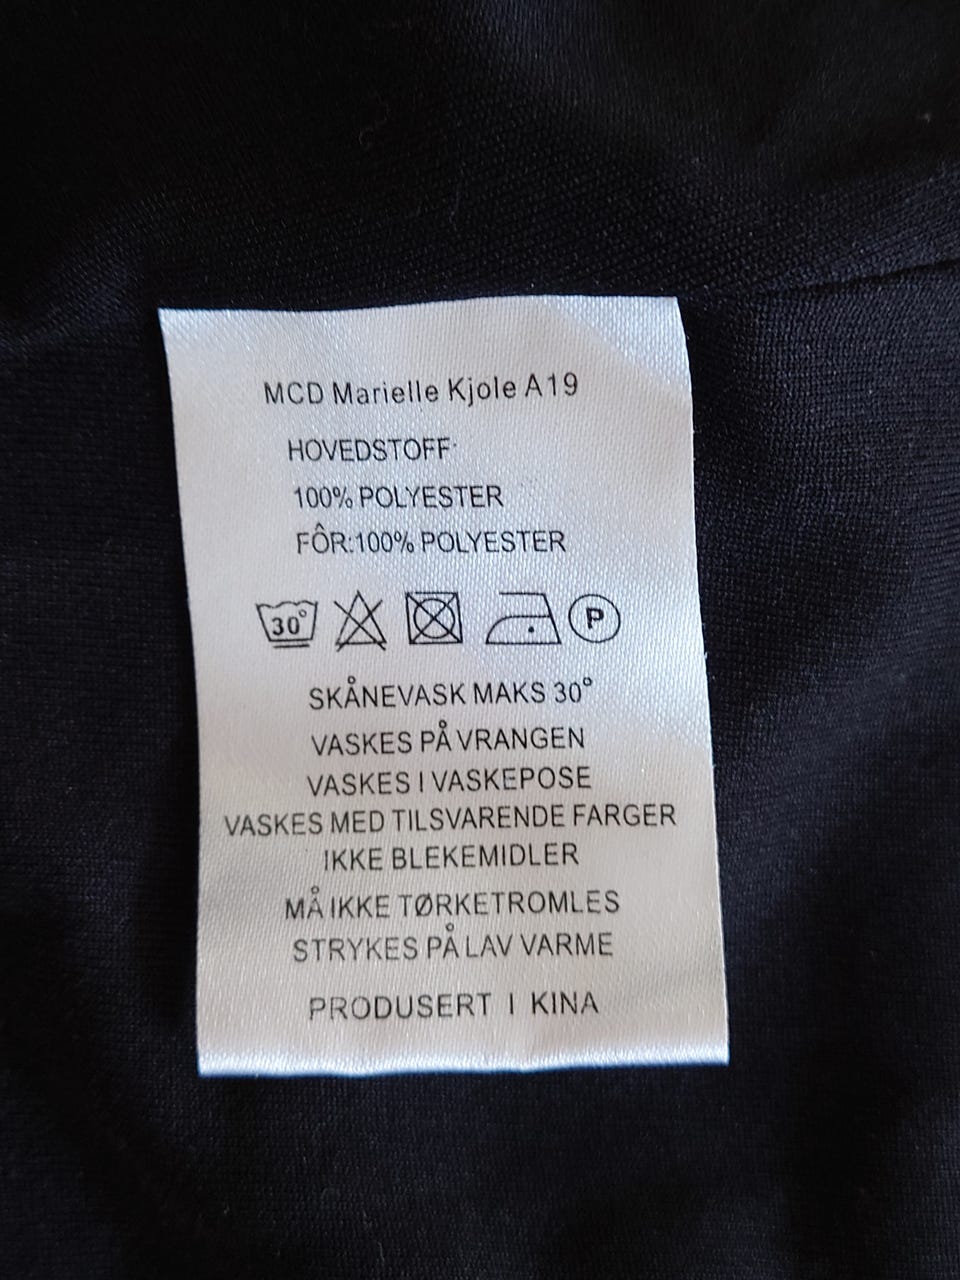 MCD Marielle Kjole A19
HOVEDSTOFF:
100% POLYESTER
FÔR:100% POLYESTER
30° P
SKÅNEVASK MAKS 30°
VASKES PÅ VRANGEN
VASKES I VASKEPOSE
VASKES MED TILSVARENDE FARGER
IKKE BLEKEMIDLER
MÅ IKKE TØRKETROMLES
STRYKES PÅ LAV VARME
PRODUSERT I KINA